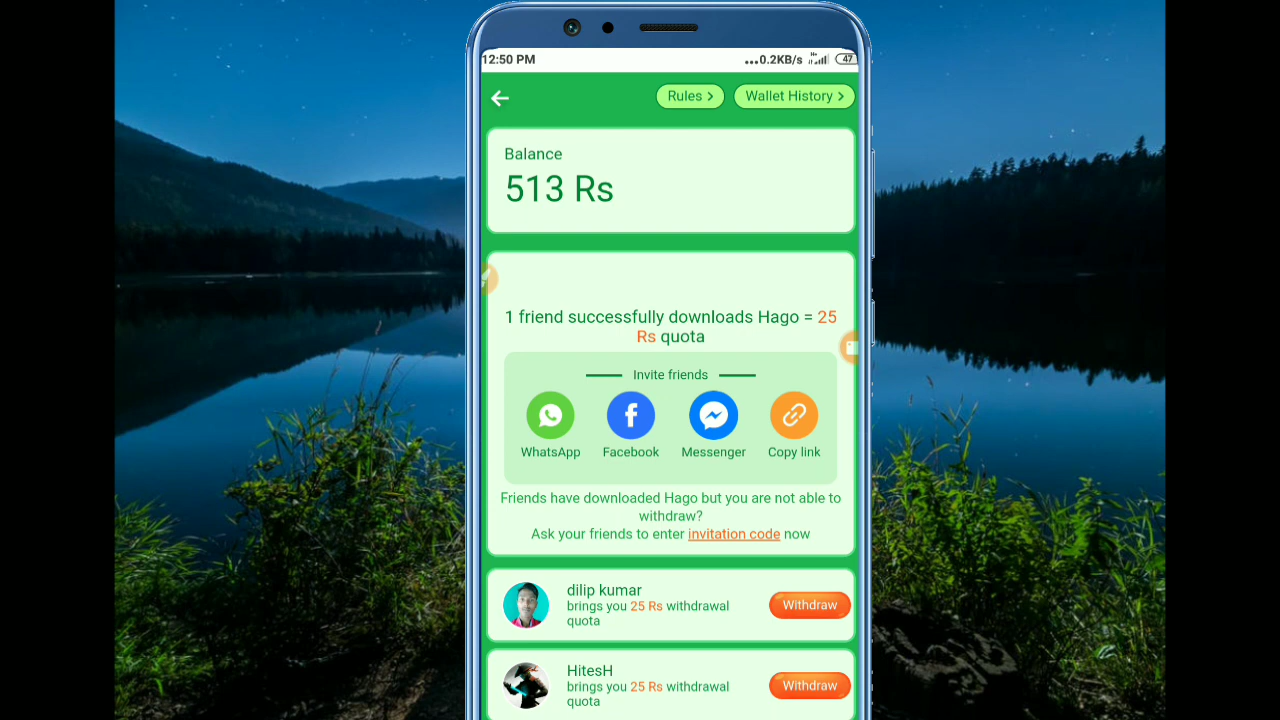 12:50 PM
...0.2KB/s
47
Rules >
Wallet History >
Balance
513 Rs
1 friend successfully downloads Hago = 25
Rs quota
Invite friends
WhatsApp
Facebook
Messenger
Copy link
Friends have downloaded Hago but you are not able to
withdraw?
Ask your friends to enter invitation code now
dilip kumar
brings you 25 Rs withdrawal
quota
Withdraw
HitesH
brings you 25 Rs withdrawal
quota
Withdraw